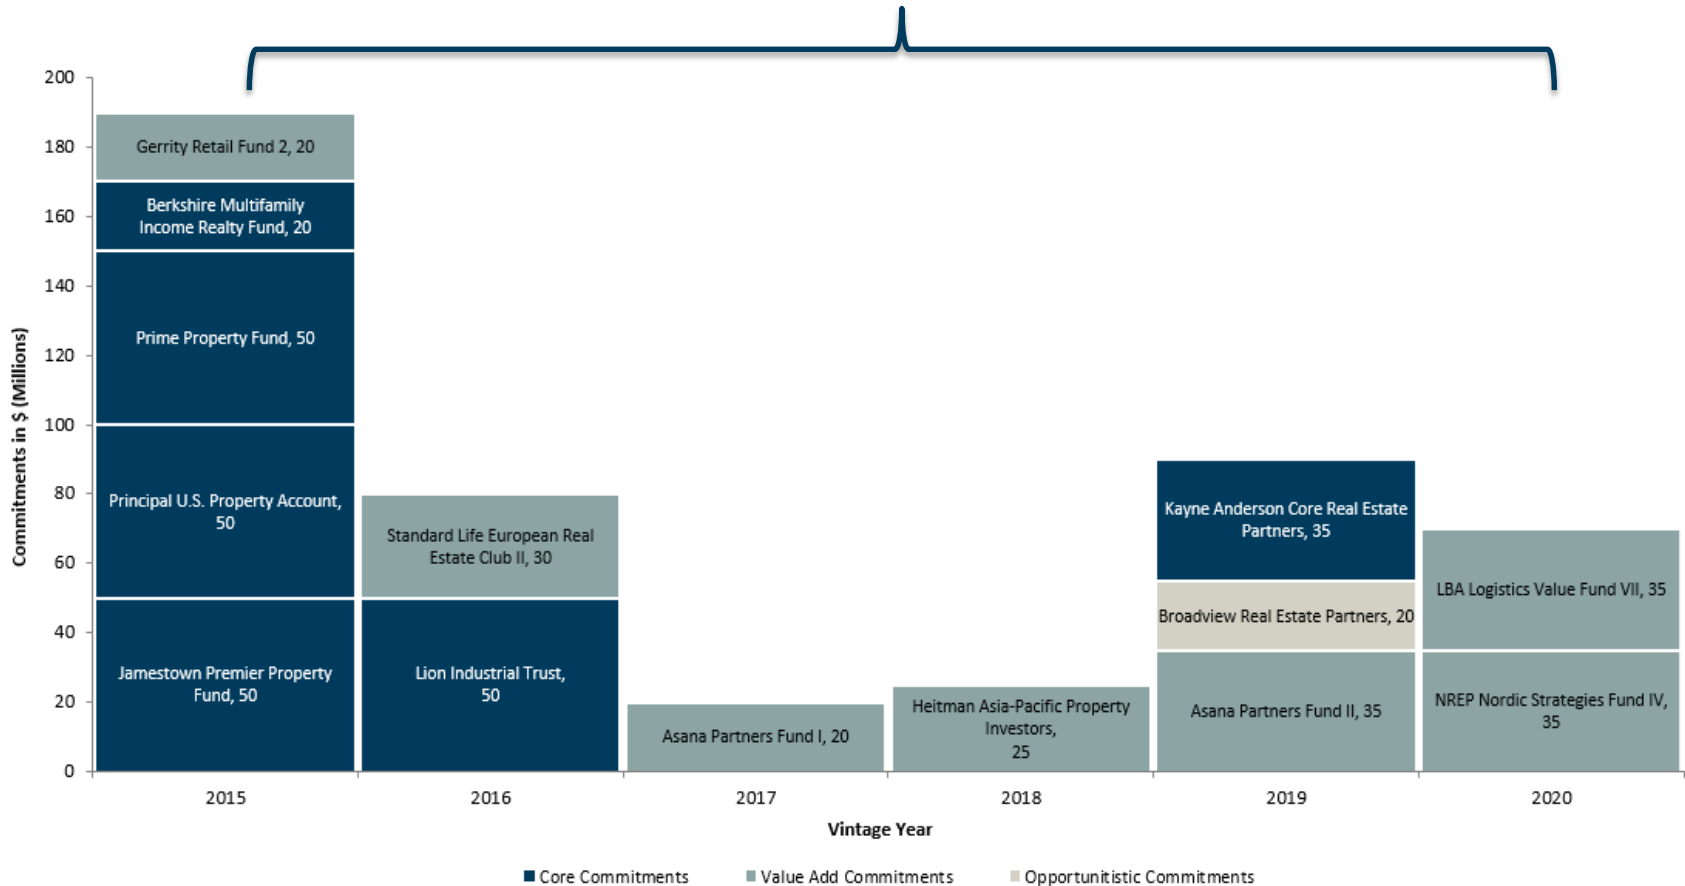 200
180
160
140
120
100
80
60
40
20
0
Commitments in $ (Millions)
Gerrity Retail Fund 2, 20
Berkshire Multifamily
Income Realty Fund, 20
Prime Property Fund, 50
Principal U.S. Property Account,
50
Jamestown Premier Property
Fund, 50
Standard Life European Real
Estate Club II, 30
Lion Industrial Trust,
50
Asana Partners Fund I, 20
Heitman Asia-Pacific Property
Investors,
25
Kayne Anderson Core Real Estate
Partners, 35
Broadview Real Estate Partners, 20
Asana Partners Fund II, 35
LBA Logistics Value Fund VII, 35
NREP Nordic Strategies Fund IV,
35
2015 2016 2017 2018 2019 2020
Vintage Year
Core Commitments Value Add Commitments Opportunitistic Commitments